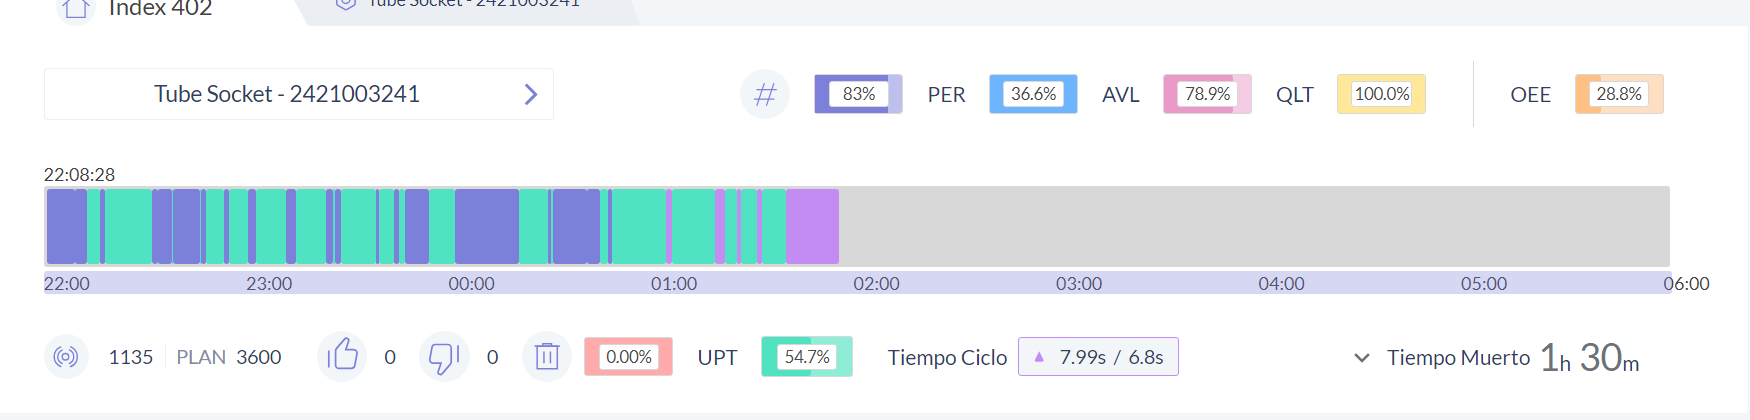 Index 402
Tube Socket - 2421003241
Tube Socket - 2421003241
# 83% PER 36.6% AVL 78.9% QLT 100.0% OEE 28.8%
22:08:28
22:00 23:00 00:00 01:00 02:00 03:00 04:00 05:00 06:00
1135 PLAN 3600 0 0 0.00% UPT 54.7% Tiempo Ciclo 7.99s / 6.8s Tiempo Muerto 1h 30m